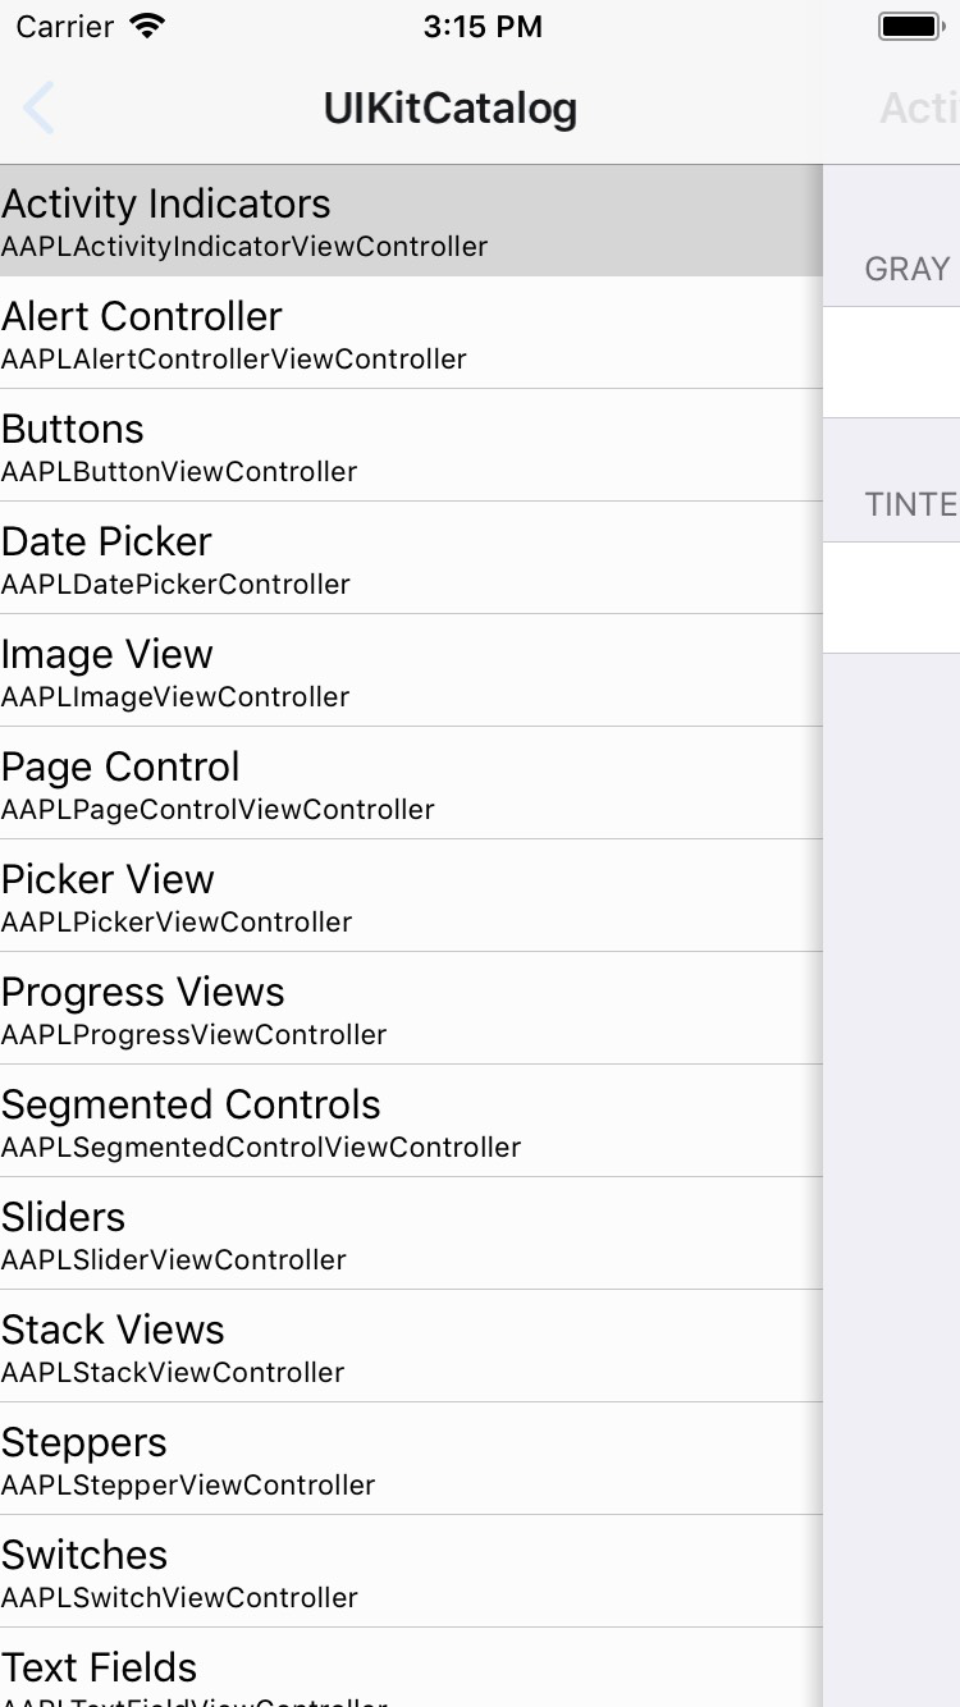 Carrier 3:15 PM
UIKitCatalog Acti
Activity Indicators
AAPLActivityIndicatorViewController
GRAY
Alert Controller
AAPLAlertControllerViewController
Buttons
AAPLButtonViewController
TINTE
Date Picker
AAPLDatePickerController
Image View
AAPLImageViewController
Page Control
AAPLPageControlViewController
Picker View
AAPLPickerViewController
Progress Views
AAPLProgressViewController
Segmented Controls
AAPLSegmentedControlViewController
Sliders
AAPLSliderViewController
Stack Views
AAPLStackViewController
Steppers
AAPLStepperViewController
Switches
AAPLSwitchViewController
Text Fields
AAPLTextFieldViewController